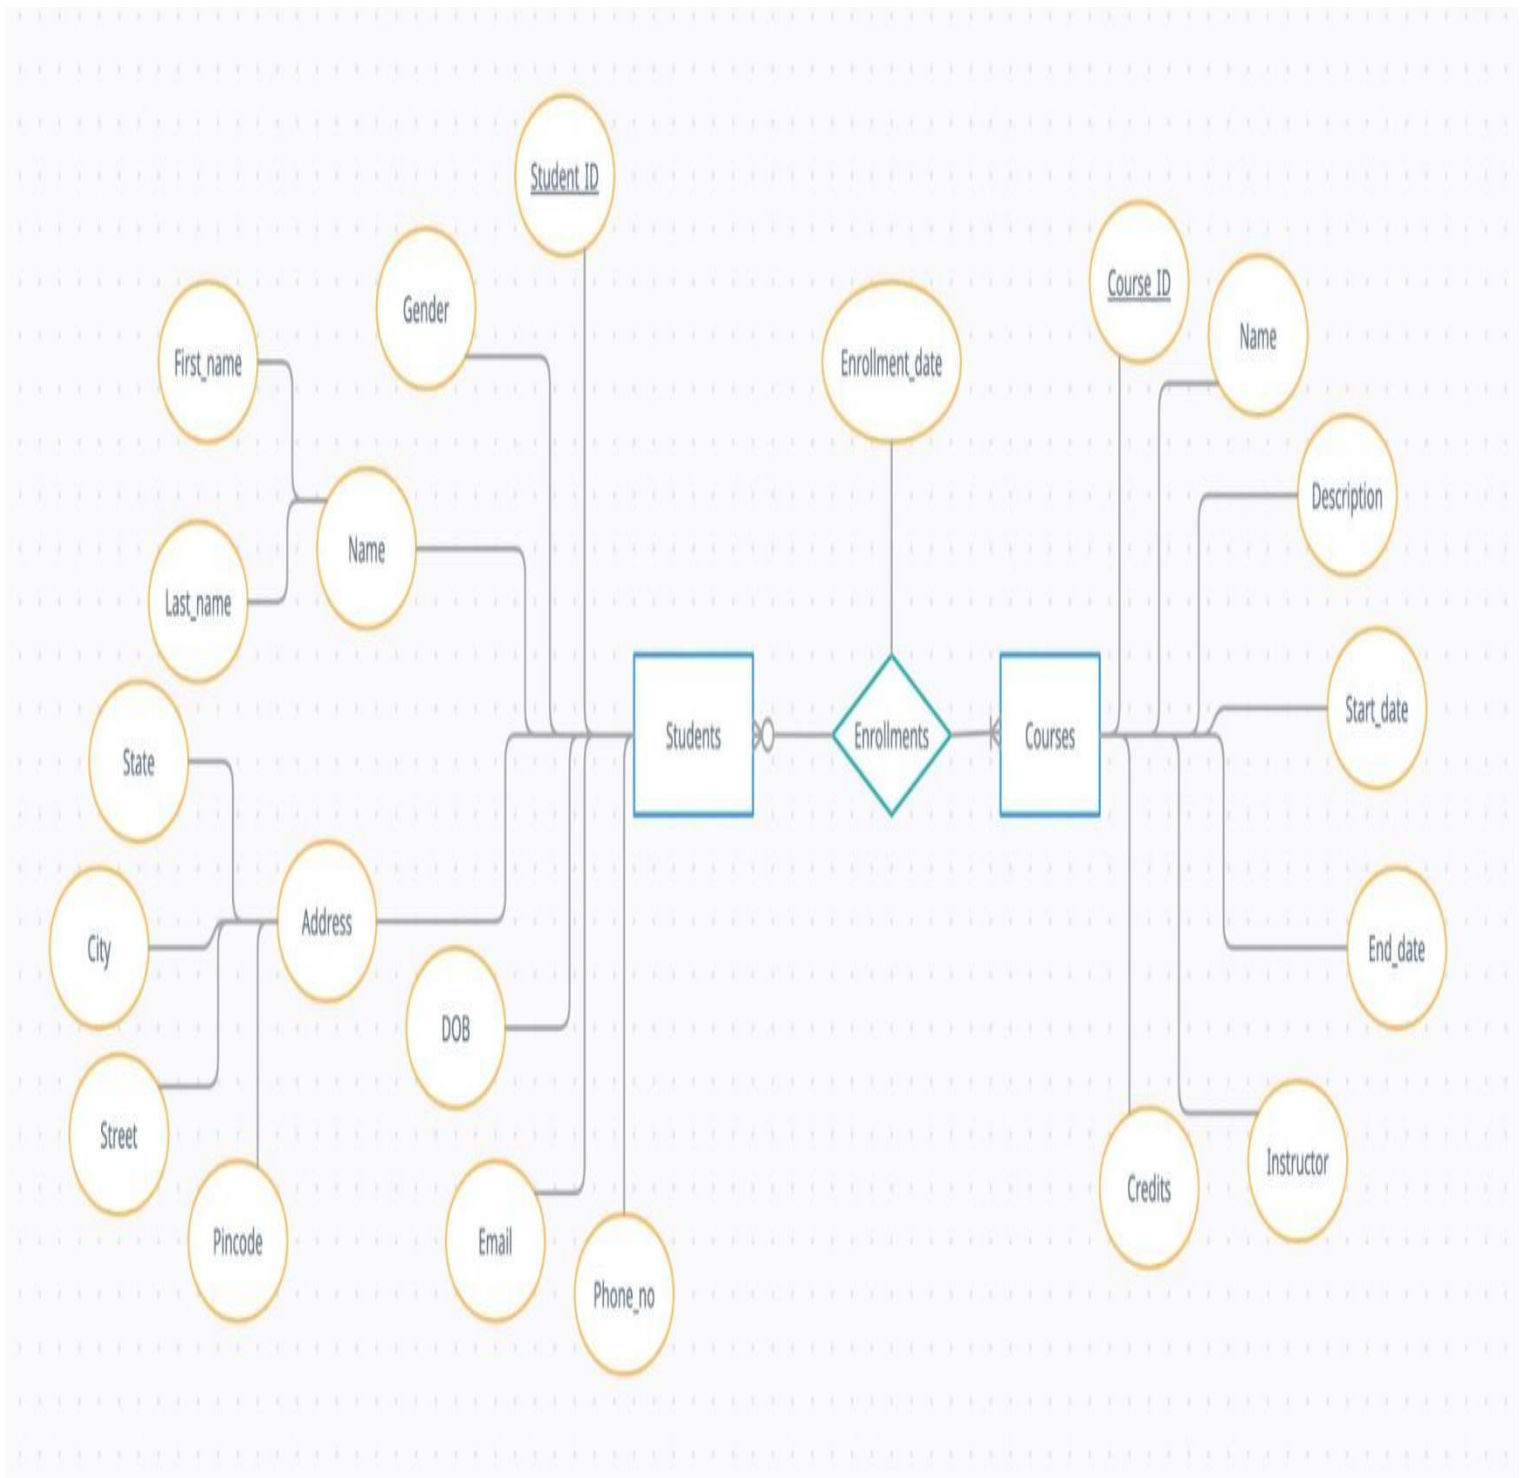 Student ID
Gender
First_name
Name
Last_name
State
City
Address
Street
Pincode
DOB
Email
Phone_no
Students
Enrollment_date
Enrollments
Courses
Course ID
Name
Description
Start_date
End_date
Instructor
Credits